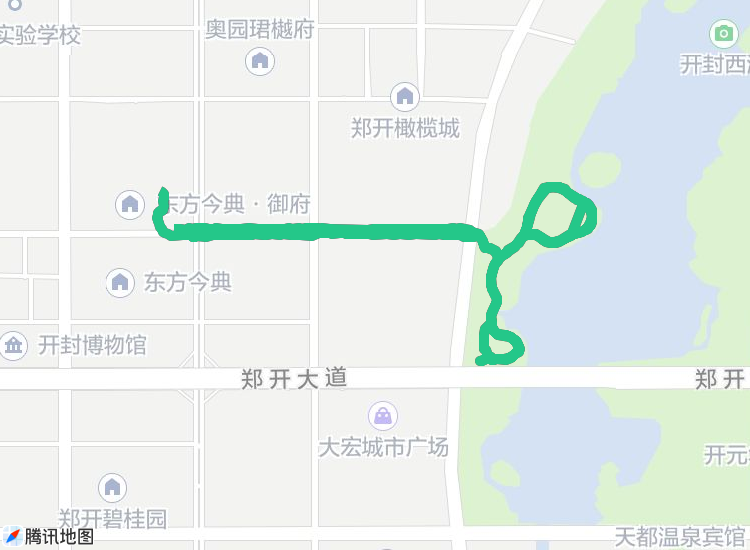 实验学校
奥园珺樾府
开封西湖
郑开橄榄城
东方今典·御府
东方今典
开封博物馆
郑开大道
郑开
大宏城市广场
开元
郑开碧桂园
腾讯地图
天都温泉宾馆